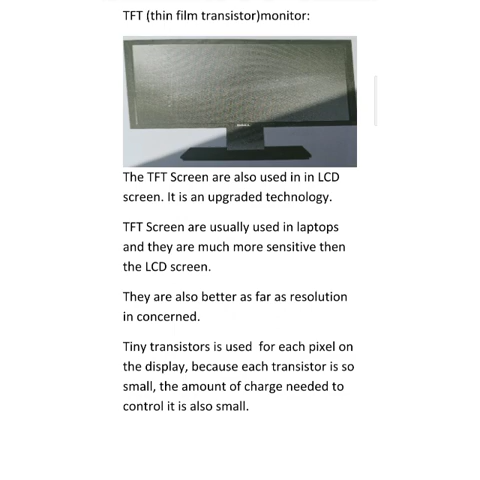 TFT (thin film transistor)monitor:
The TFT Screen are also used in in LCD
screen. It is an upgraded technology.
TFT Screen are usually used in laptops
and they are much more sensitive then
the LCD screen.
They are also better as far as resolution
in concerned.
Tiny transistors is used  for each pixel on
the display, because each transistor is so
small, the amount of charge needed to
control it is also small.